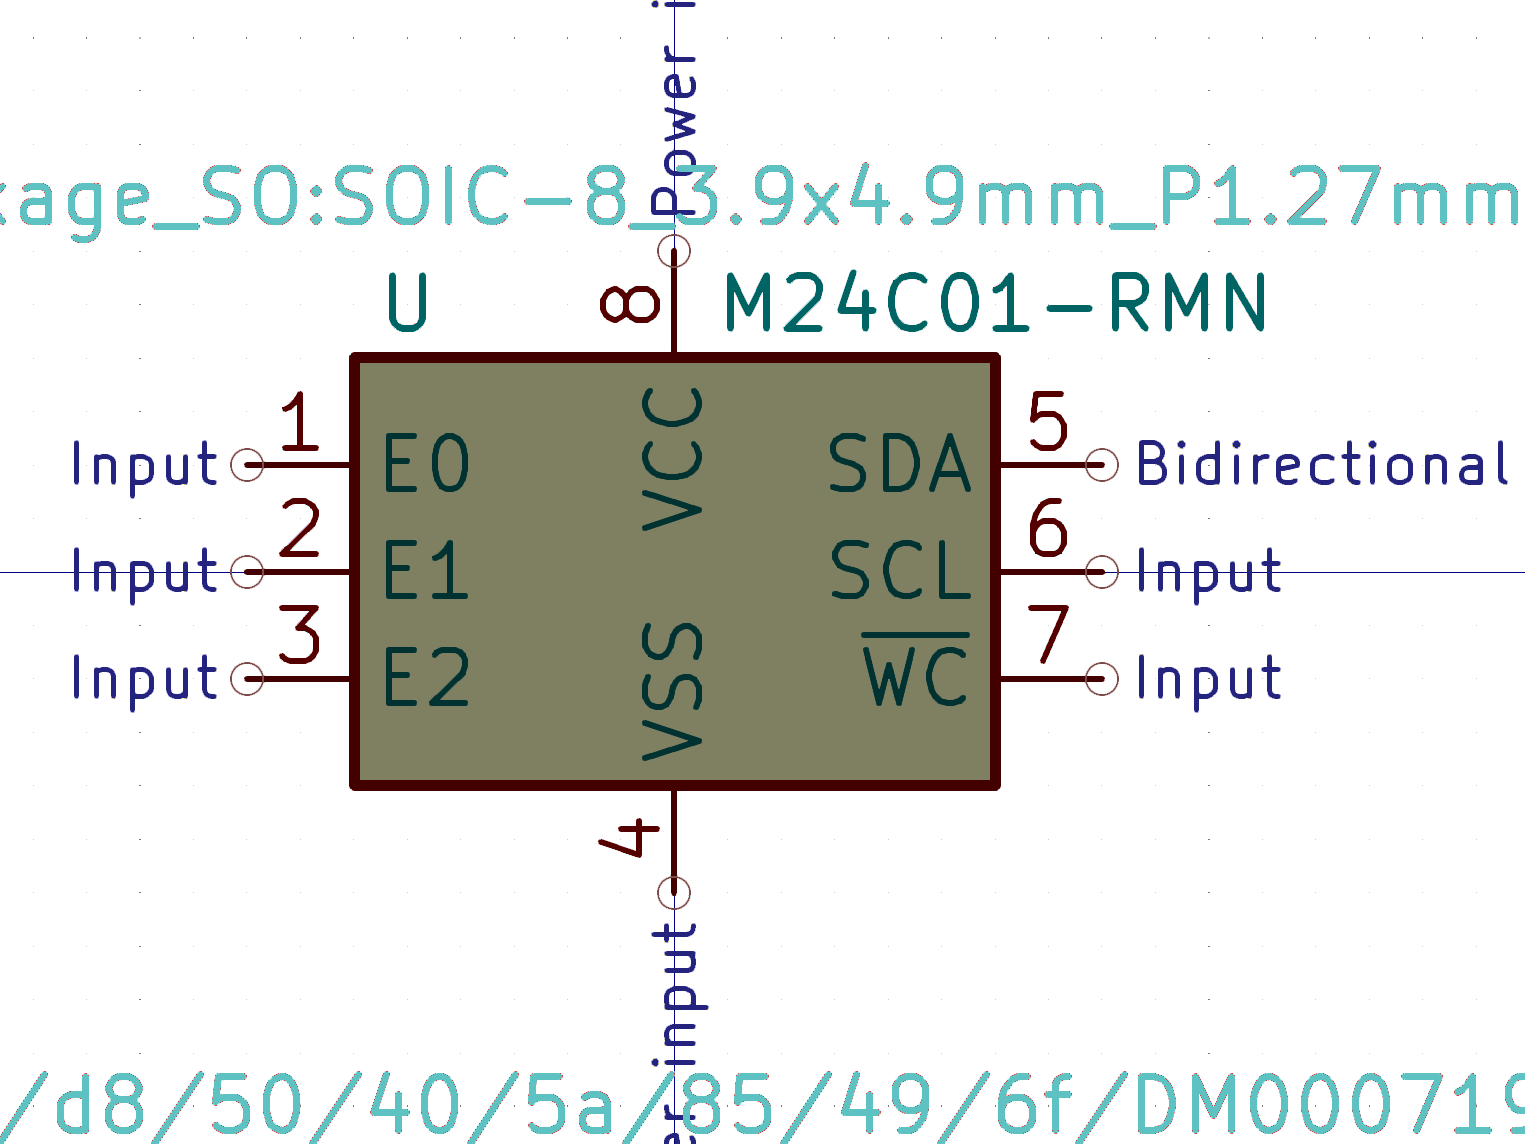 Power i
kage_SO:SOIC-8_3.9x4.9mm_P1.27mm
U
8
M24C01-RMN
1
Input
E0
VCC
SDA
5
Bidirectional
2
Input
E1
SCL
6
Input
3
Input
E2
VSS
WC
7
Input
4
er input
/d8/50/40/5a/85/49/6f/DM000719